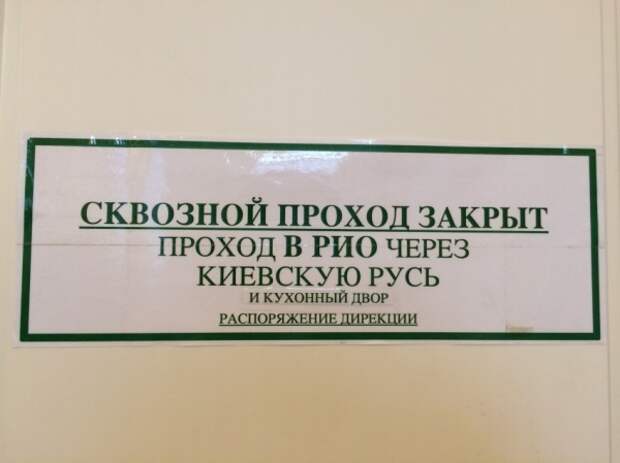 СКВОЗНОЙ ПРОХОД ЗАКРЫТ
ПРОХОД В РИО ЧЕРЕЗ
КИЕВСКУЮ РУСЬ
И КУХОННЫЙ ДВОР
РАСПОРЯЖЕНИЕ ДИРЕКЦИИ